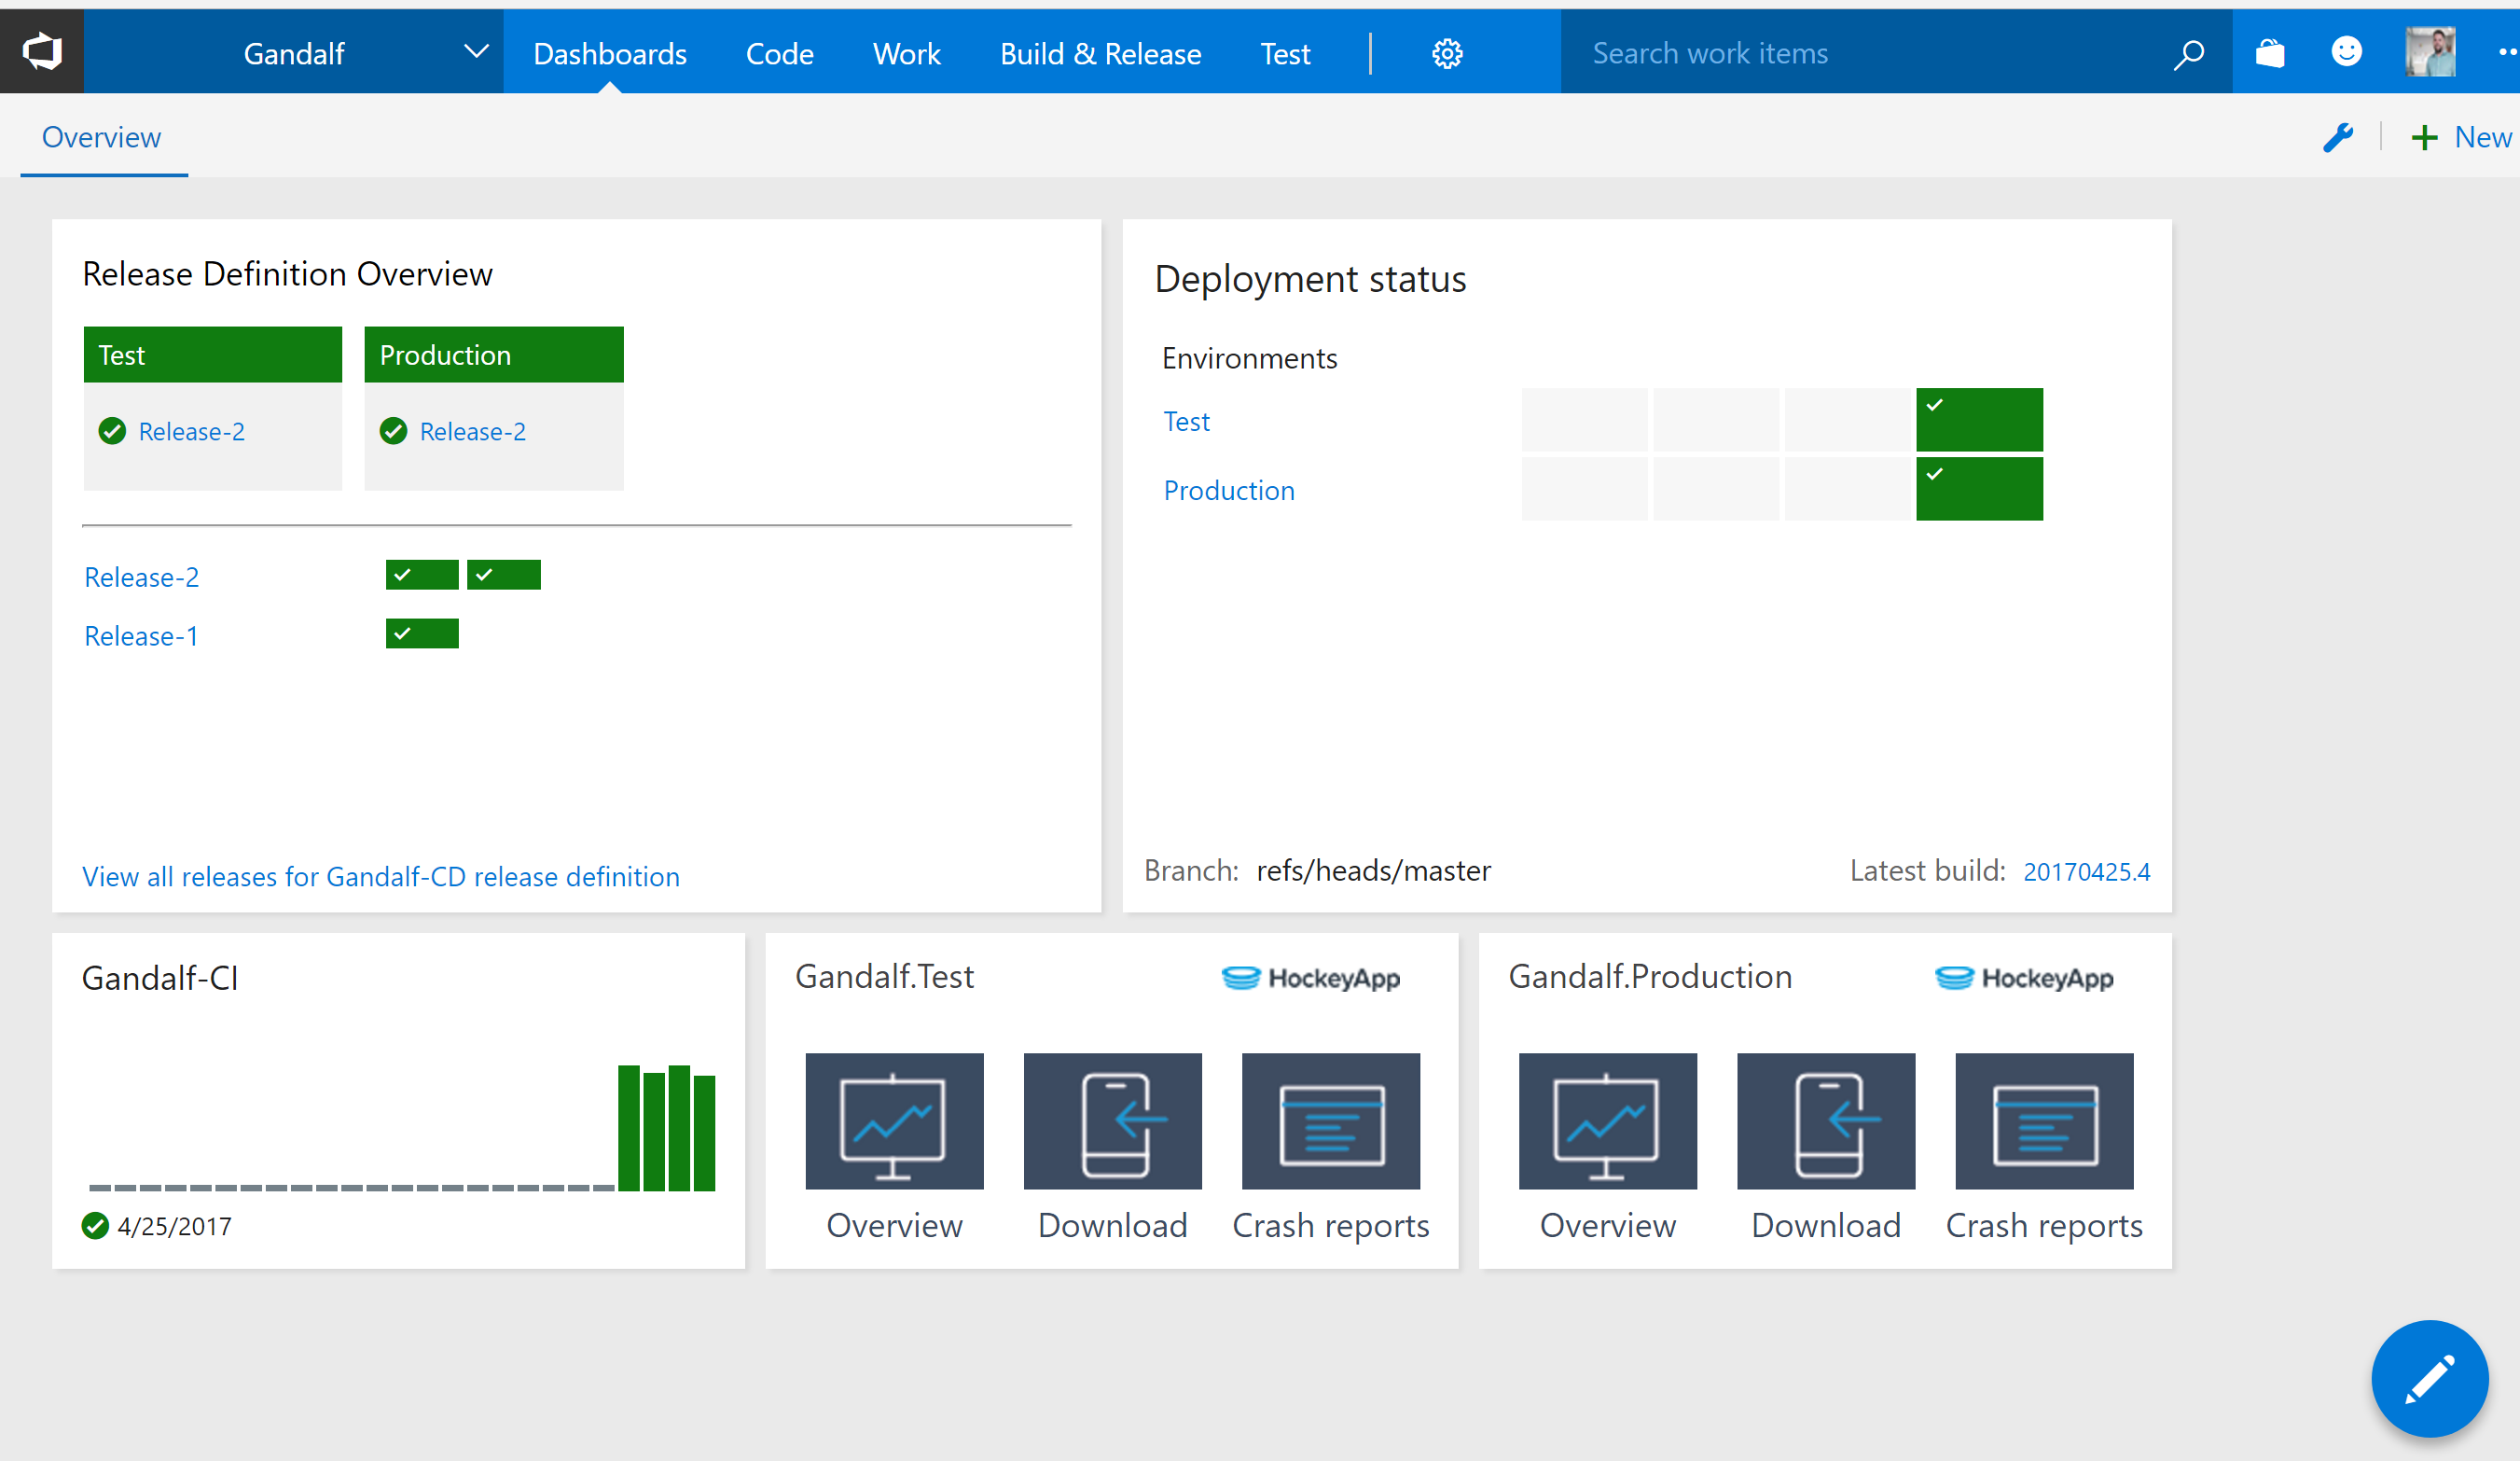 Gandalf Dashboards Code Work Build & Release Test Search work items
Overview New
Release Definition Overview
Test Production
Release-2 Release-2
Release-2
Release-1
View all releases for Gandalf-CD release definition
Deployment status
Environments
Test
Production
Branch: refs/heads/master Latest build: 20170425.4
Gandalf-CI
4/25/2017
Gandalf.Test HockeyApp
Overview Download Crash reports
Gandalf.Production HockeyApp
Overview Download Crash reports